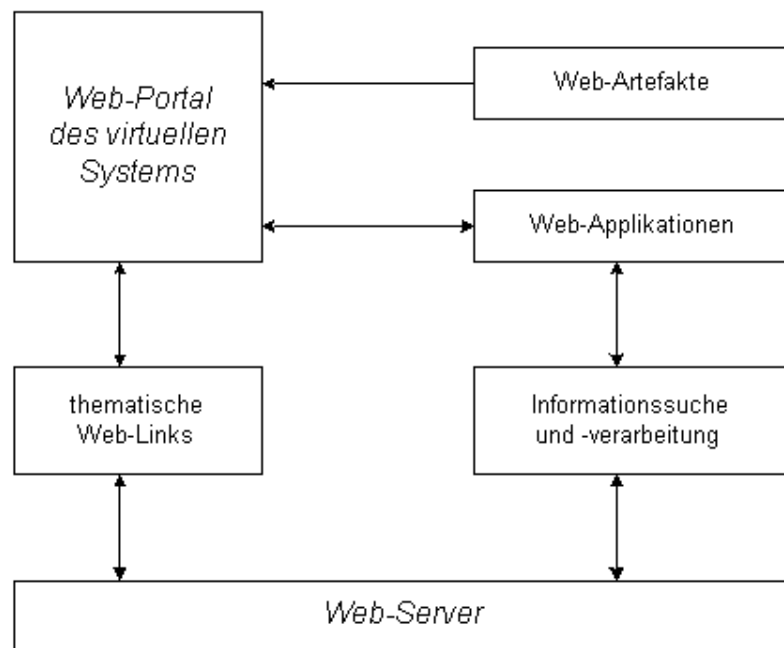 Web-Portal
des virtuellen
Systems
Web-Artefakte
Web-Applikationen
thematische
Web-Links
Informationssuche
und -verarbeitung
Web-Server